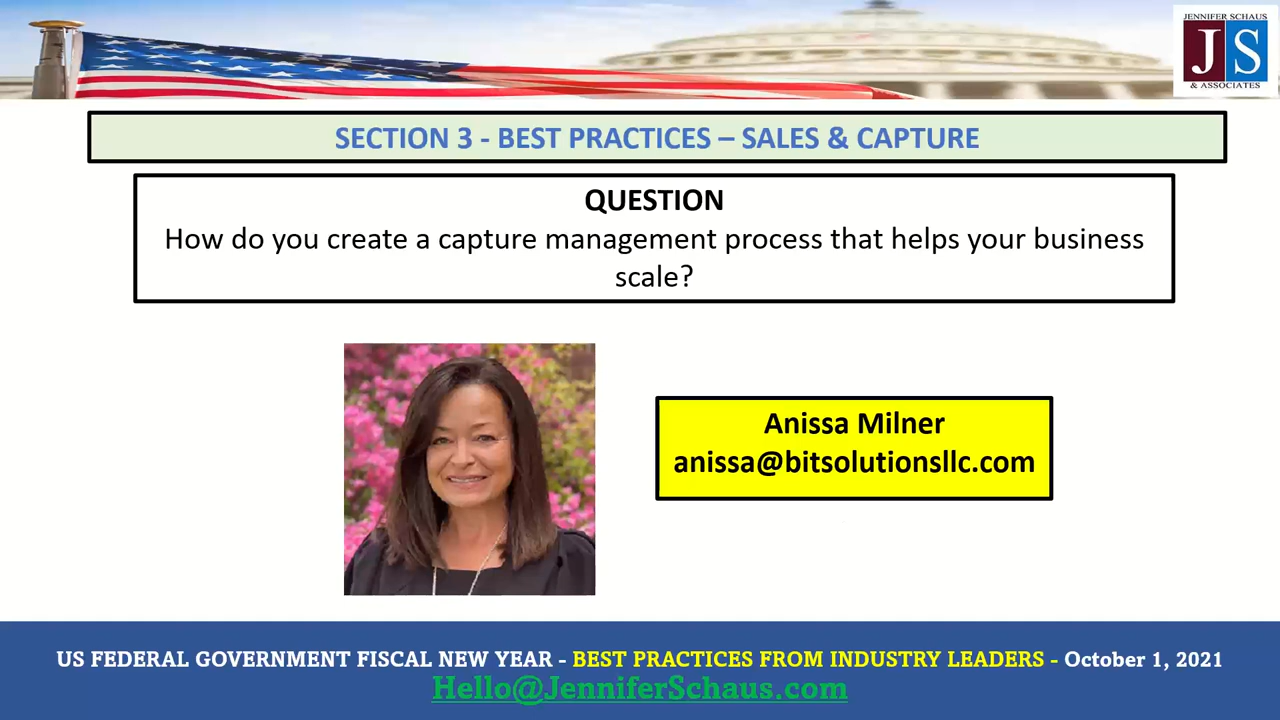 JENNIFER SCHAUS
JS
& ASSOCIATES
SECTION 3 - BEST PRACTICES – SALES & CAPTURE
QUESTION
How do you create a capture management process that helps your business
scale?
Anissa Milner
anissa@bitsolutionsllc.com
US FEDERAL GOVERNMENT FISCAL NEW YEAR - BEST PRACTICES FROM INDUSTRY LEADERS - October 1, 2021
Hello@JenniferSchaus.com